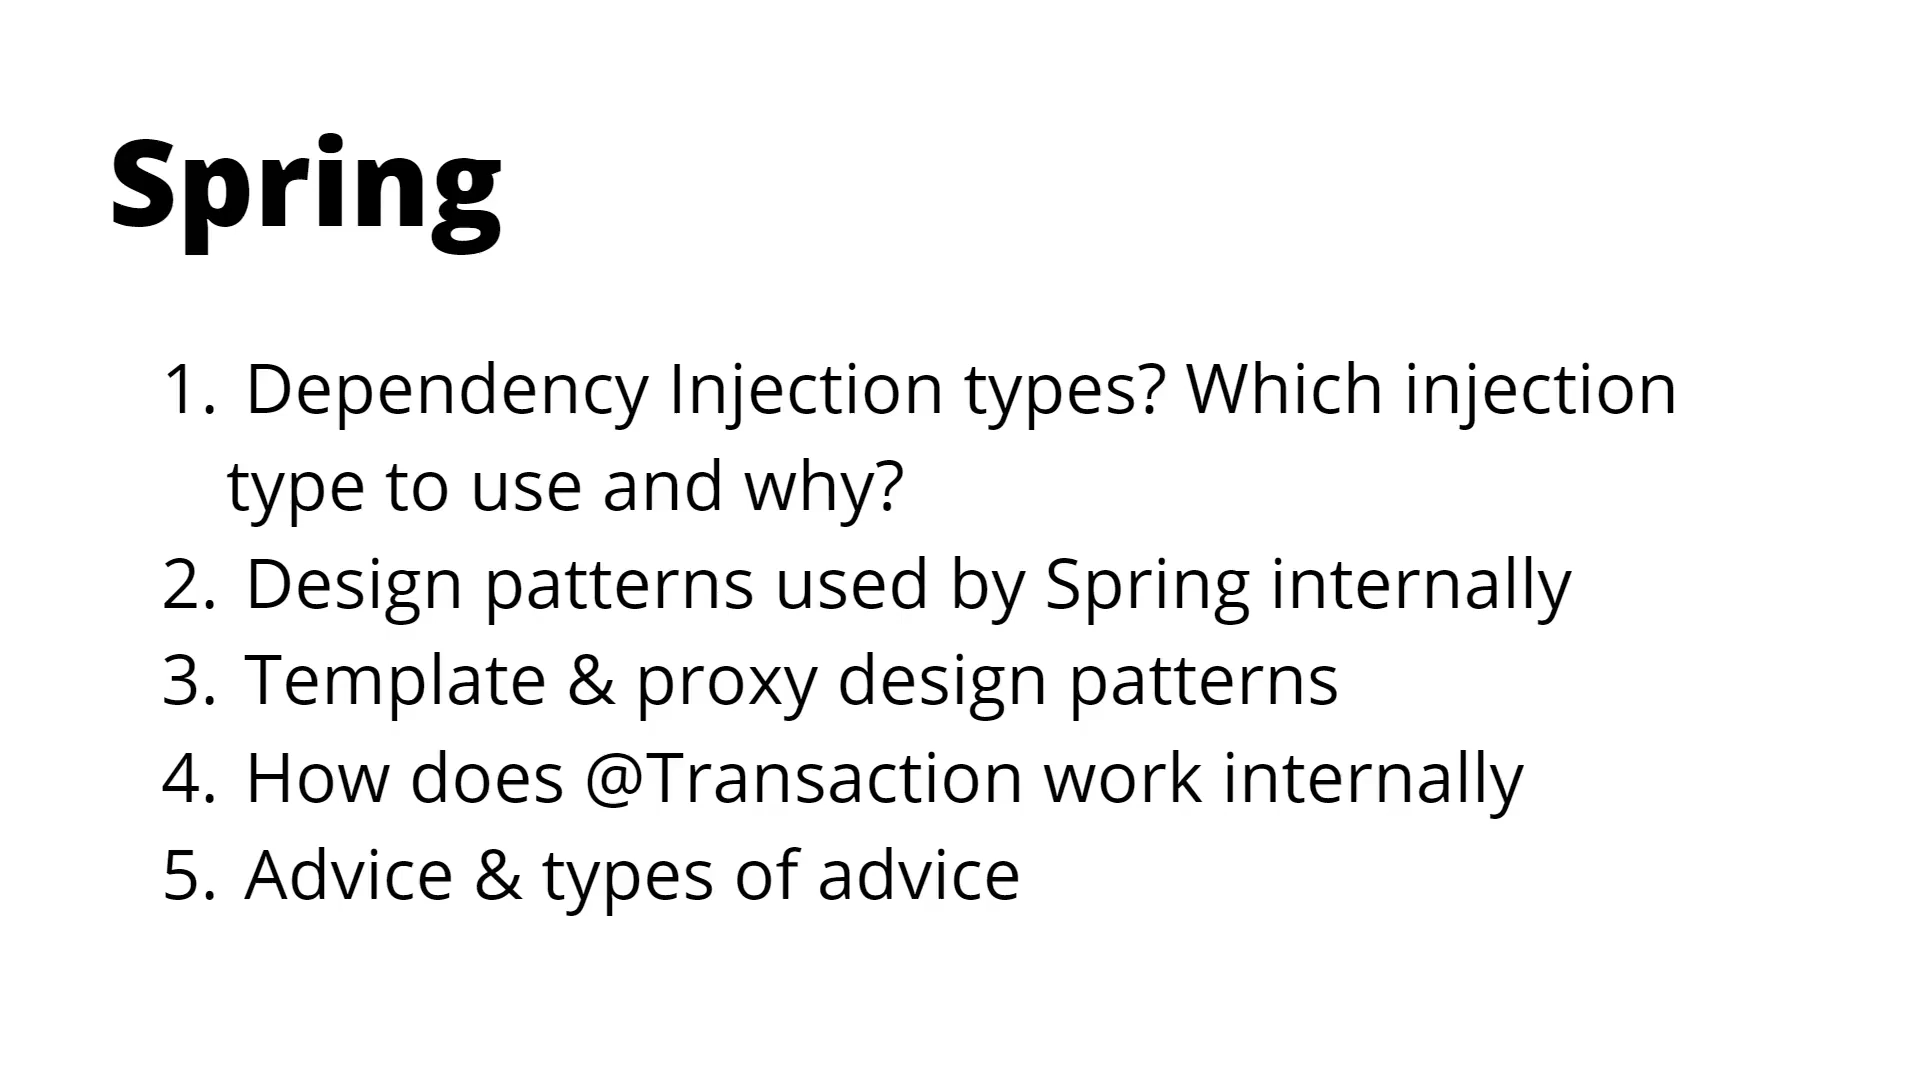 Spring
1. Dependency Injection types? Which injection
type to use and why?
2. Design patterns used by Spring internally
3. Template & proxy design patterns
4. How does @Transaction work internally
5. Advice & types of advice